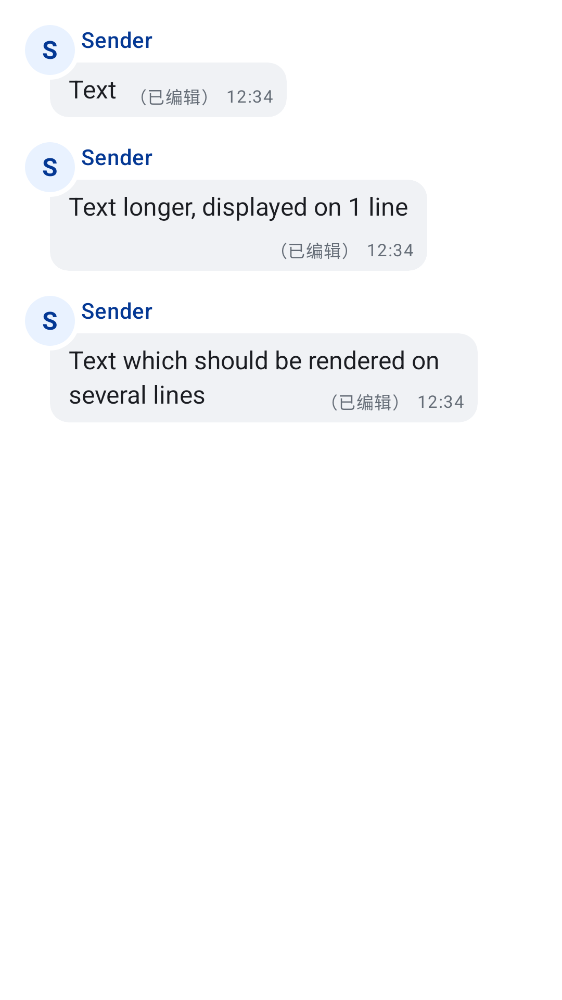 S
Sender
Text （已编辑） 12:34
S
Sender
Text longer, displayed on 1 line
（已编辑） 12:34
S
Sender
Text which should be rendered on
several lines （已编辑） 12:34